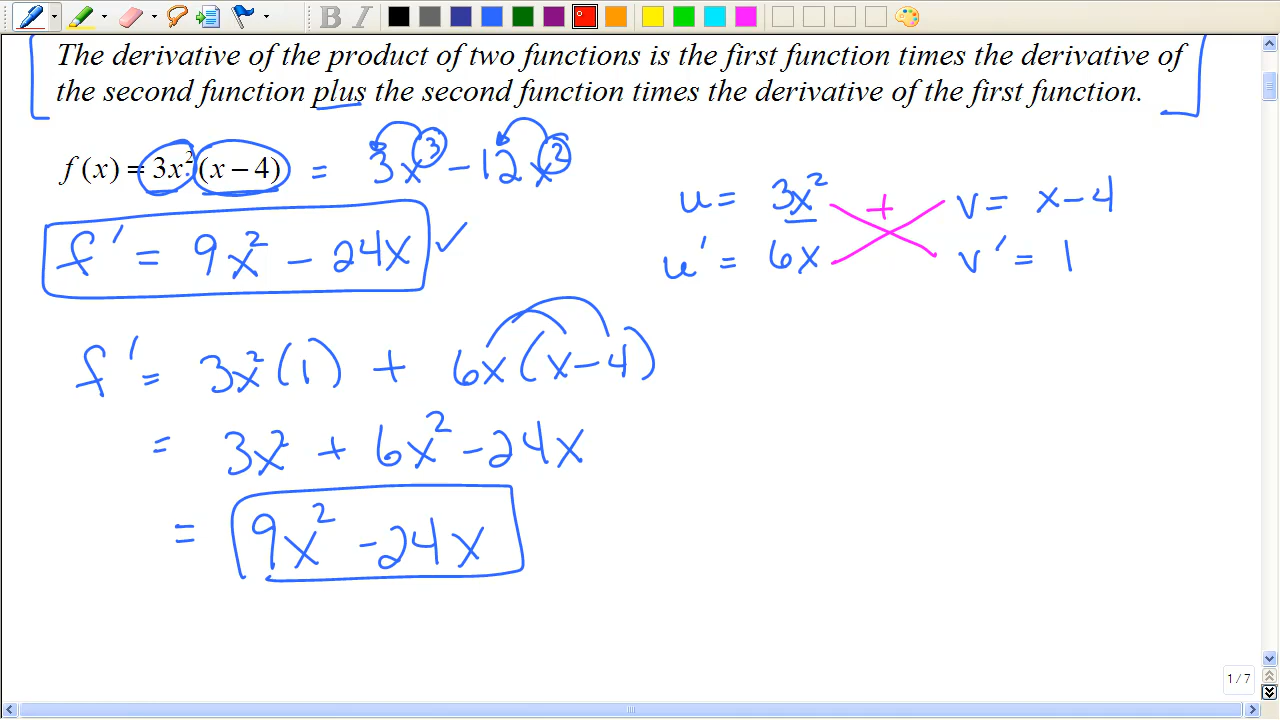 B I
The derivative of the product of two functions is the first function times the derivative of
the second function plus the second function times the derivative of the first function.
f(x) = 3x²(x − 4) = 3x³ − 12x²
f' = 9x² − 24x ✓
u = 3x² + v = x − 4
u' = 6x v' = 1
f' = 3x²(1) + 6x(x − 4)
= 3x² + 6x² − 24x
= 9x² − 24x
1 / 7